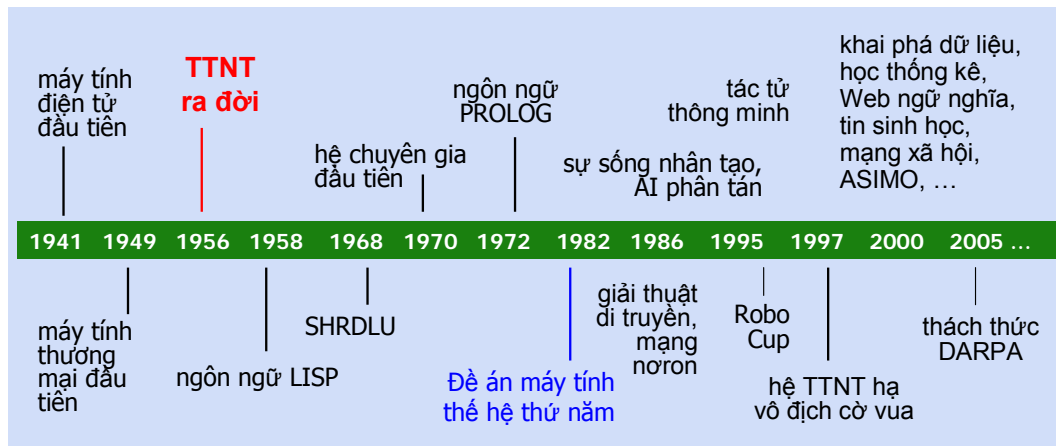 máy tính
điện tử
đầu tiên
TTNT
ra đời
hệ chuyên gia
đầu tiên
ngôn ngữ
PROLOG
tác tử
thông minh
sự sống nhân tạo,
AI phân tán
khai phá dữ liệu,
học thống kê,
Web ngữ nghĩa,
tin sinh học,
mạng xã hội,
ASIMO, …
1941 1949 1956 1958 1968 1970 1972 1982 1986 1995 1997 2000 2005 ...
máy tính
thương
mại đầu
tiên
ngôn ngữ LISP
SHRDLU
Đề án máy tính
thế hệ thứ năm
giải thuật
di truyền,
mạng
nơron
Robo
Cup
hệ TTNT hạ
vô địch cờ vua
thách thức
DARPA